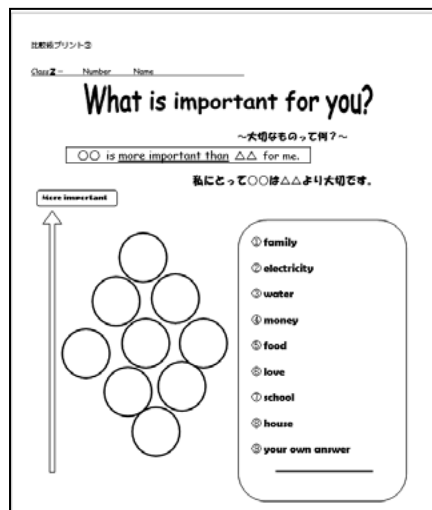 比較級プリント③
Class2－ Number Name
What is important for you?
～大切なものって何？～
○○ is more important than △△ for me.
私にとって○○は△△より大切です。
More important
① family
② electricity
③ water
④ money
⑤ food
⑥ love
⑦ school
⑧ house
⑨ your own answer